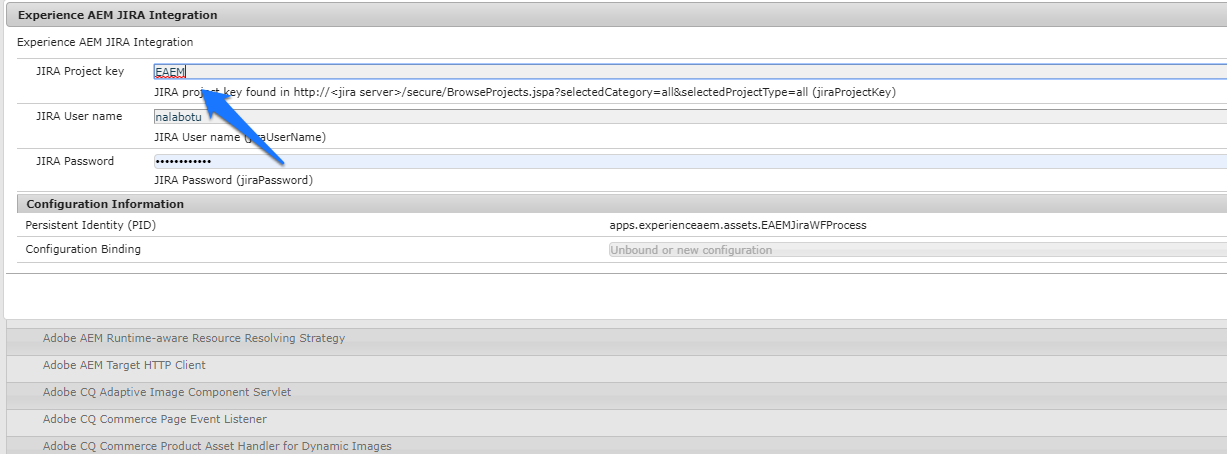 Experience AEM JIRA Integration
Experience AEM JIRA Integration
JIRA Project key EAEM
JIRA project key found in http://<jira server>/secure/BrowseProjects.jspa?selectedCategory=all&selectedProjectType=all (jiraProjectKey)
JIRA User name nalabotu
JIRA User name (jiraUserName)
JIRA Password ••••••••••••
JIRA Password (jiraPassword)
Configuration Information
Persistent Identity (PID) apps.experienceaem.assets.EAEMJiraWFProcess
Configuration Binding Unbound or new configuration
Adobe AEM Runtime-aware Resource Resolving Strategy
Adobe AEM Target HTTP Client
Adobe CQ Adaptive Image Component Servlet
Adobe CQ Commerce Page Event Listener
Adobe CQ Commerce Product Asset Handler for Dynamic Images